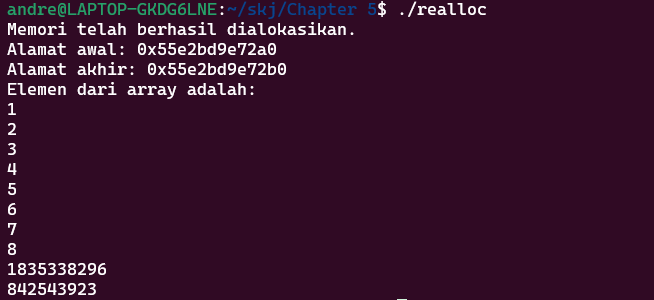 andre@LAPTOP-GKDG6LNE:~/skj/Chapter 5$ ./realloc
Memori telah berhasil dialokasikan.
Alamat awal: 0x55e2bd9e72a0
Alamat akhir: 0x55e2bd9e72b0
Elemen dari array adalah:
1
2
3
4
5
6
7
8
1835338296
842543923